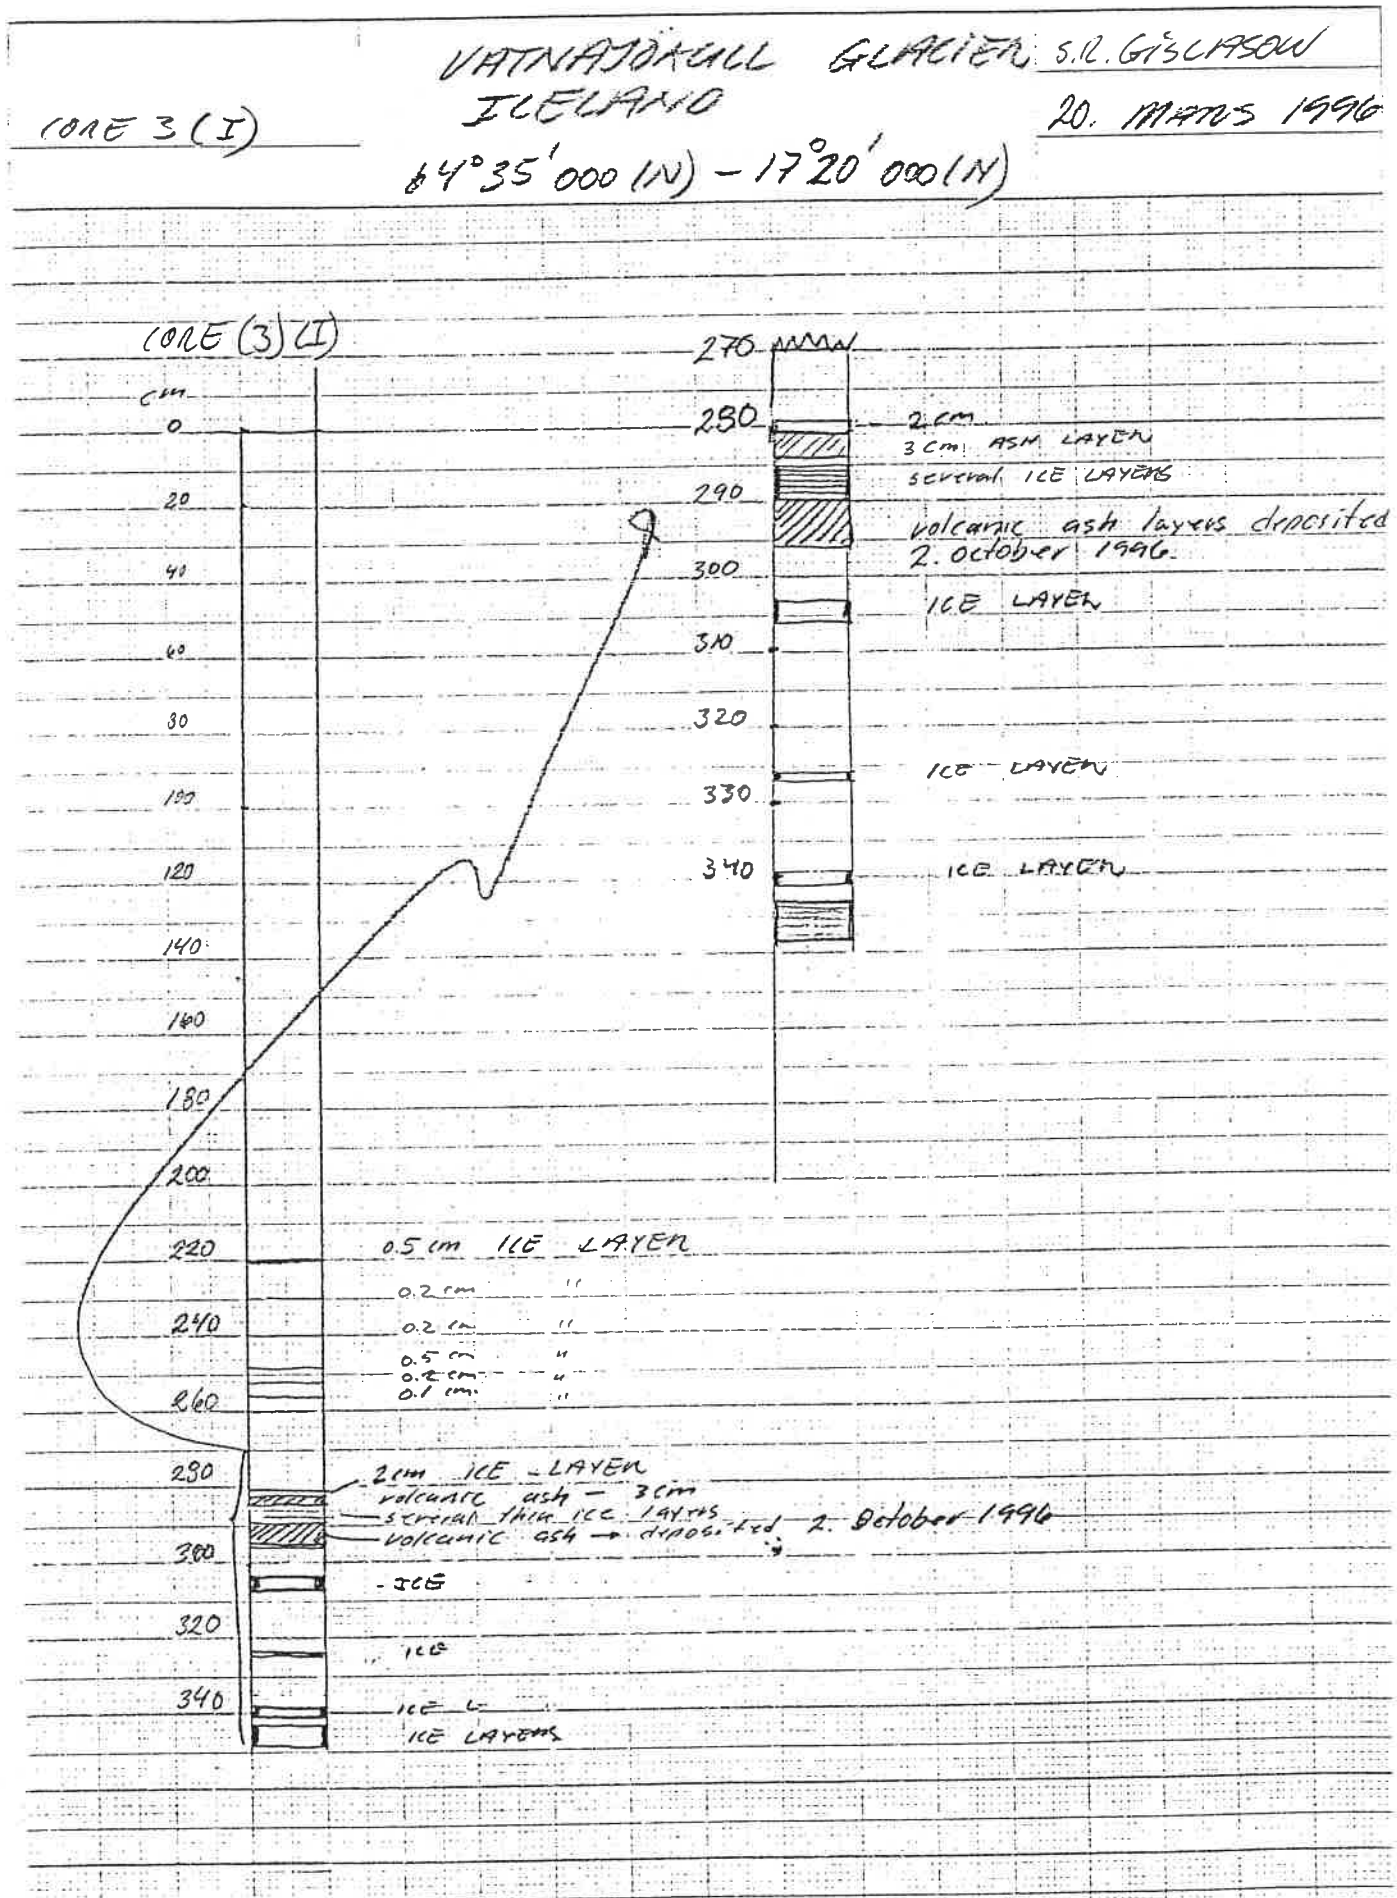 VATNAJÖKULL GLACIER S.R. GÍSLASON
ICELAND
CORE 3 (I)
20. MARS 1996
64° 35' 000 (N) - 17° 20' 000 (N)
CORE (3) (I)
cm
0
20
40
60
80
100
120
140
160
180
200
220 0.5 cm ICE LAYER
0.2 cm "
240 0.2 cm "
0.5 cm "
0.2 cm "
260 0.1 cm "
280 2 cm ICE LAYER
volcanic ash - 3 cm
several thin ice layers
volcanic ash → deposited 2. October 1996
300
- ICE
320
ICE
340 ICE L
ICE LAYERS
270
280 2 cm
3 cm ASH LAYER
several ICE LAYERS
290
volcanic ash layers deposited
2. october 1996.
300
ICE LAYER
310
320
ICE LAYER
330
340 ICE LAYER